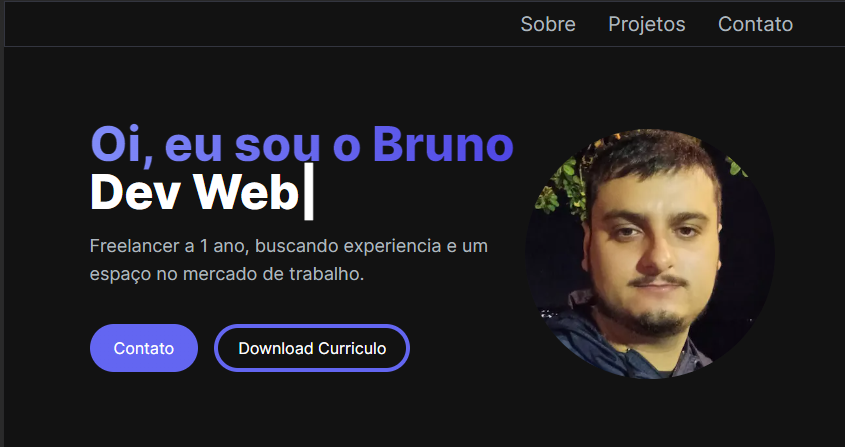 Sobre Projetos Contato
Oi, eu sou o Bruno
Dev Web
Freelancer a 1 ano, buscando experiencia e um
espaço no mercado de trabalho.
Contato Download Curriculo